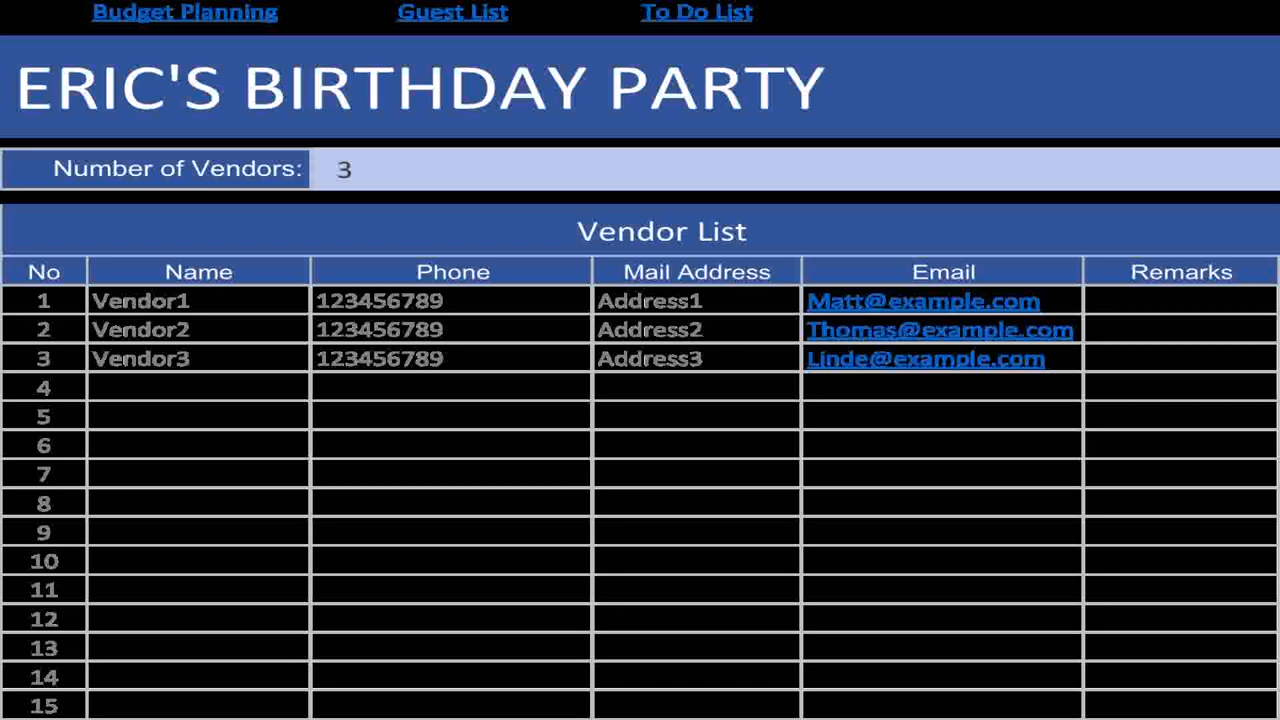 Budget Planning Guest List To Do List
ERIC'S BIRTHDAY PARTY
Number of Vendors: 3
Vendor List
No Name Phone Mail Address Email Remarks
1 Vendor1 123456789 Address1 Matt@example.com
2 Vendor2 123456789 Address2 Thomas@example.com
3 Vendor3 123456789 Address3 Linde@example.com
4
5
6
7
8
9
10
11
12
13
14
15